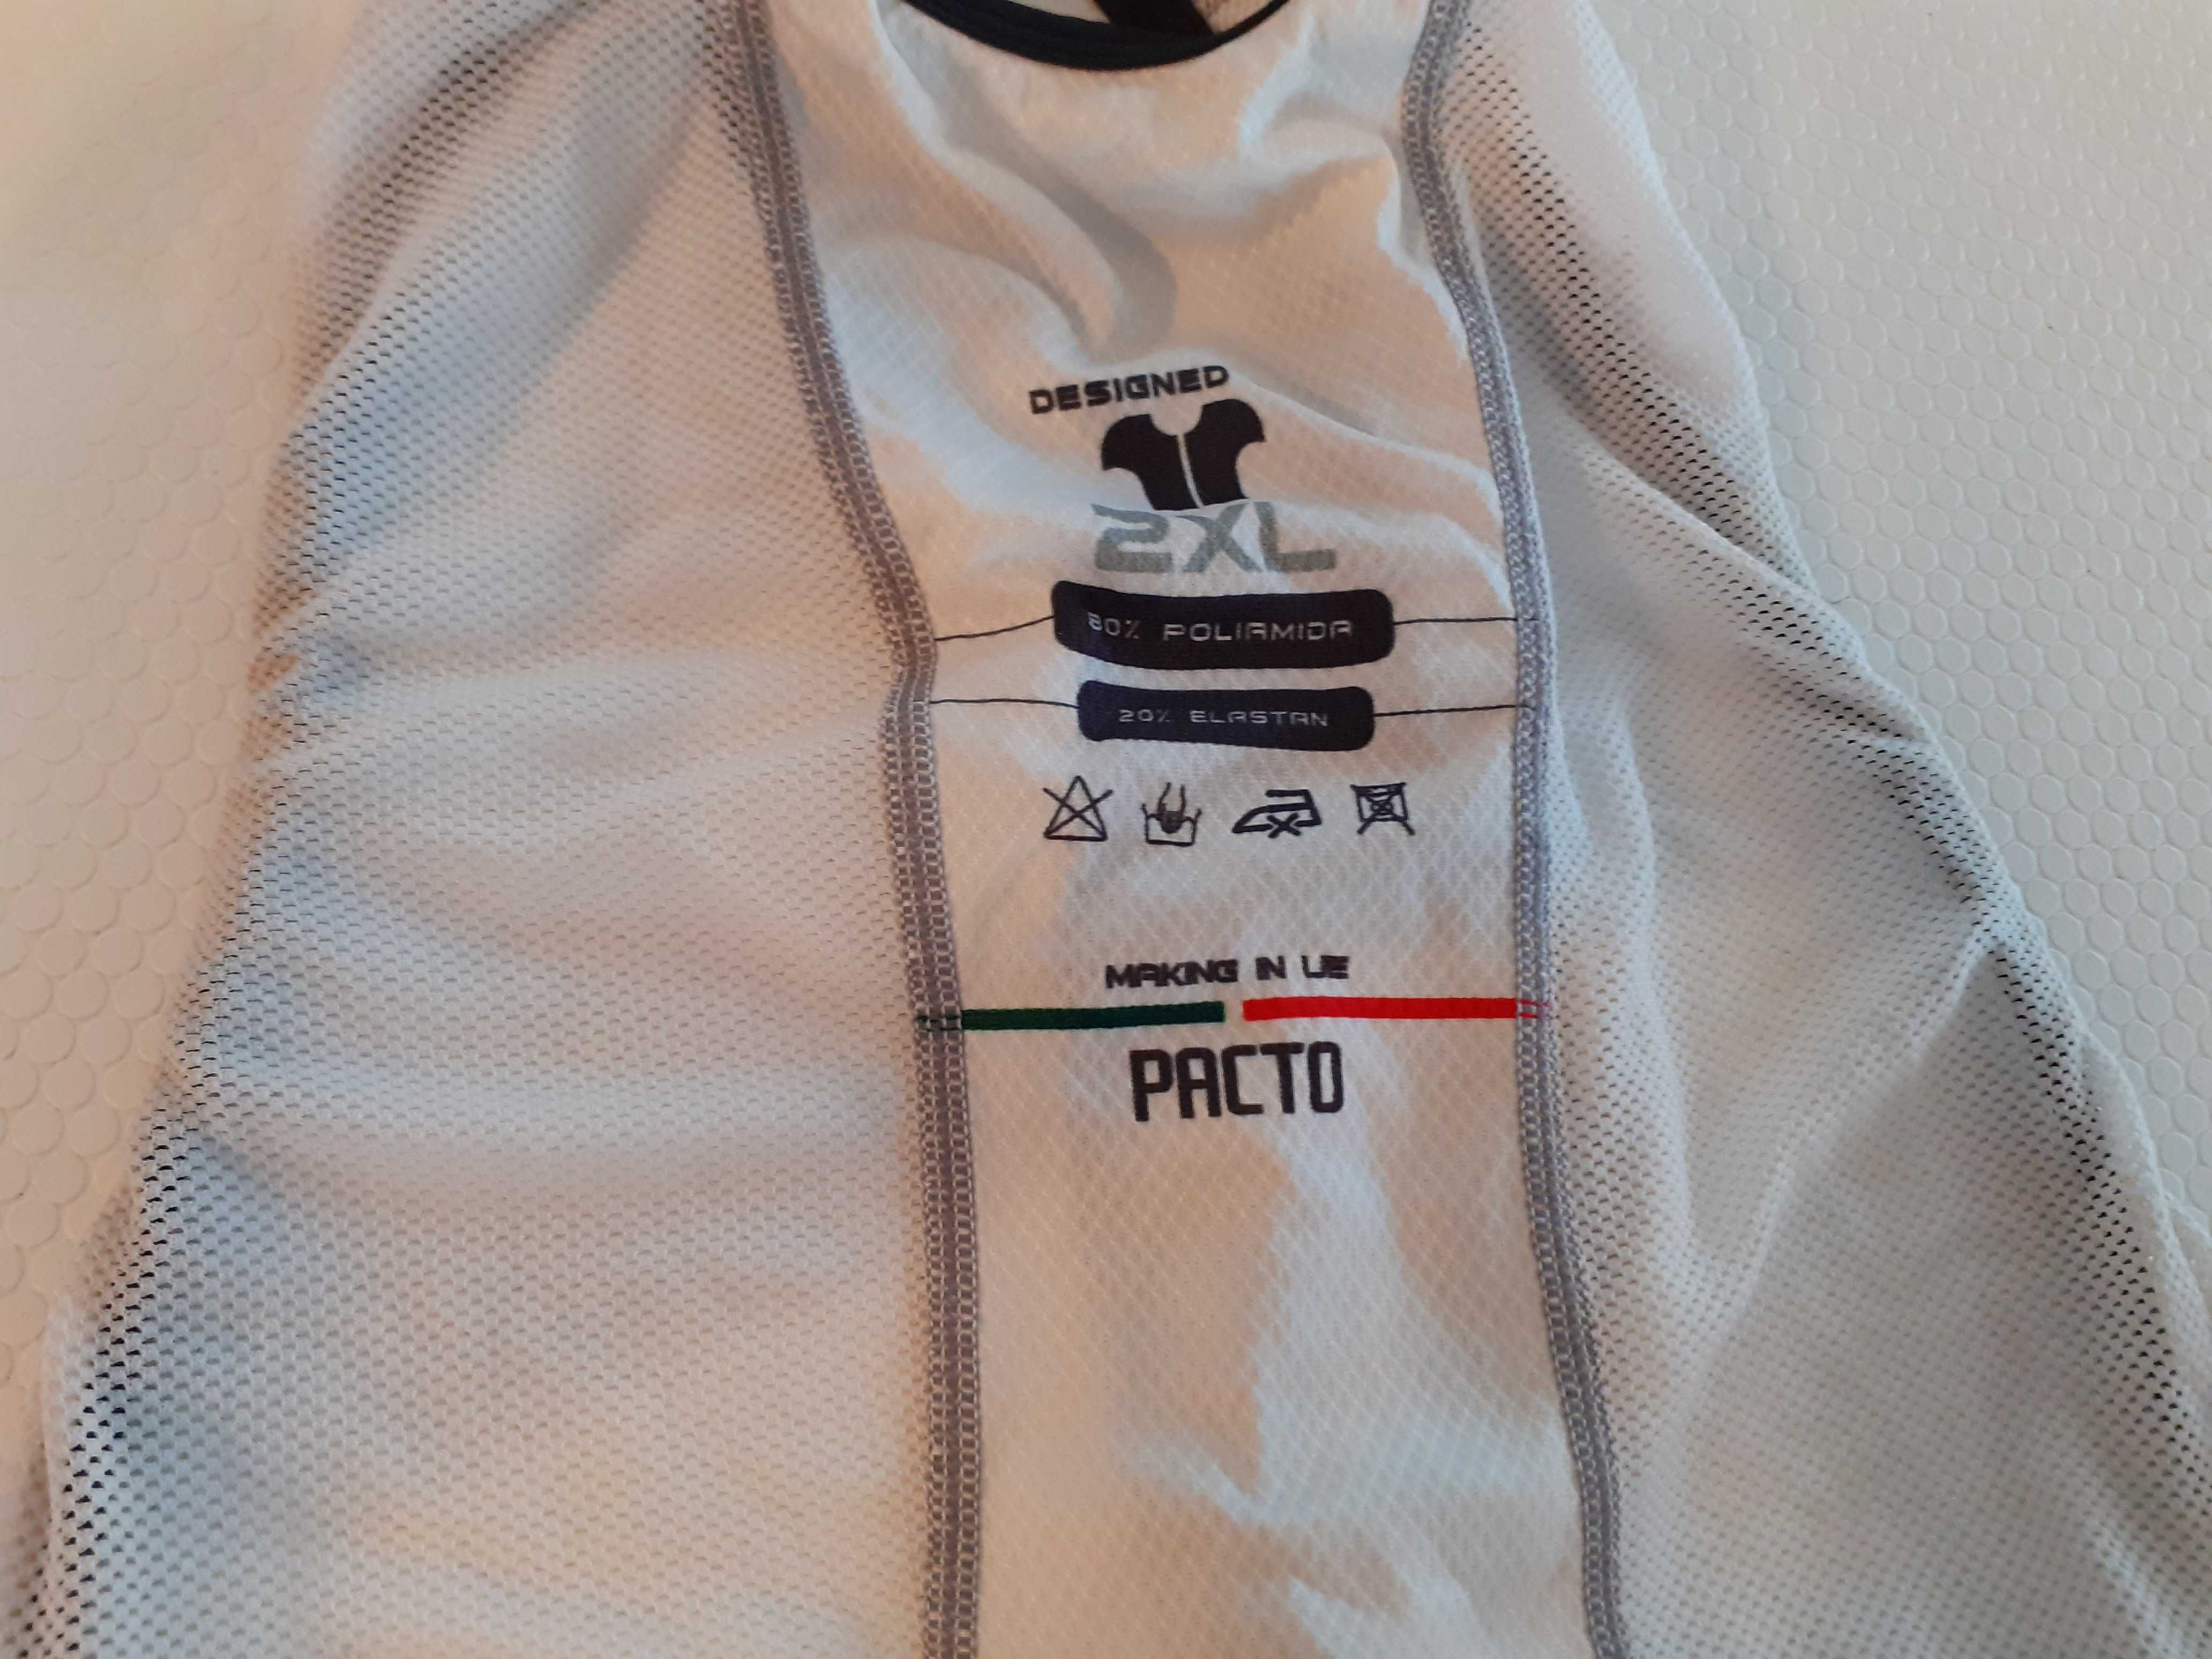 DESIGNED
2XL
80% POLIAMIDA
20% ELASTAN
MAKING IN UE
PACTO